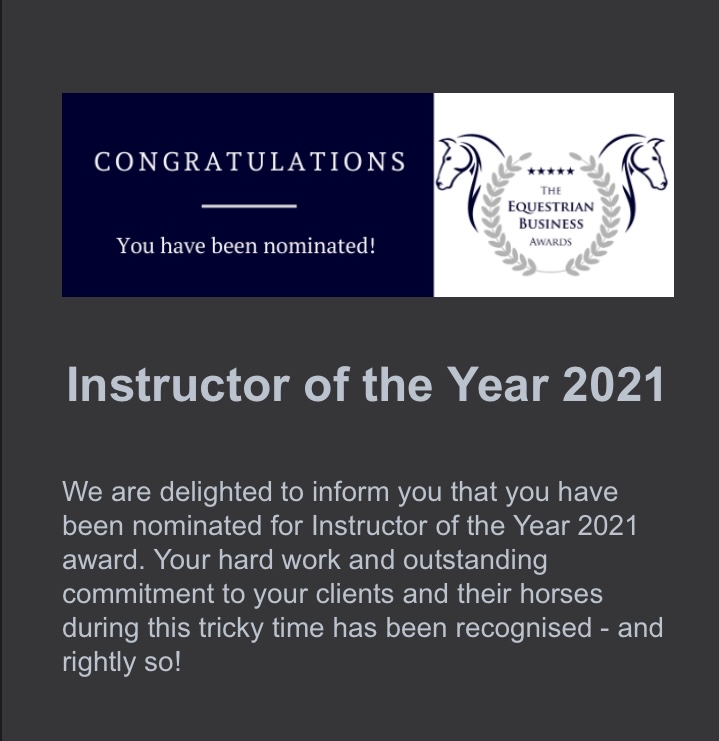 CONGRATULATIONS
You have been nominated!
★★★★★
THE
EQUESTRIAN
BUSINESS
AWARDS
Instructor of the Year 2021
We are delighted to inform you that you have
been nominated for Instructor of the Year 2021
award. Your hard work and outstanding
commitment to your clients and their horses
during this tricky time has been recognised - and
rightly so!